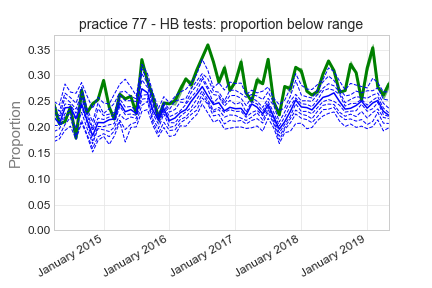 practice 77 - HB tests: proportion below range
Proportion
0.35
0.30
0.25
0.20
0.15
0.10
0.05
0.00
January 2015
January 2016
January 2017
January 2018
January 2019